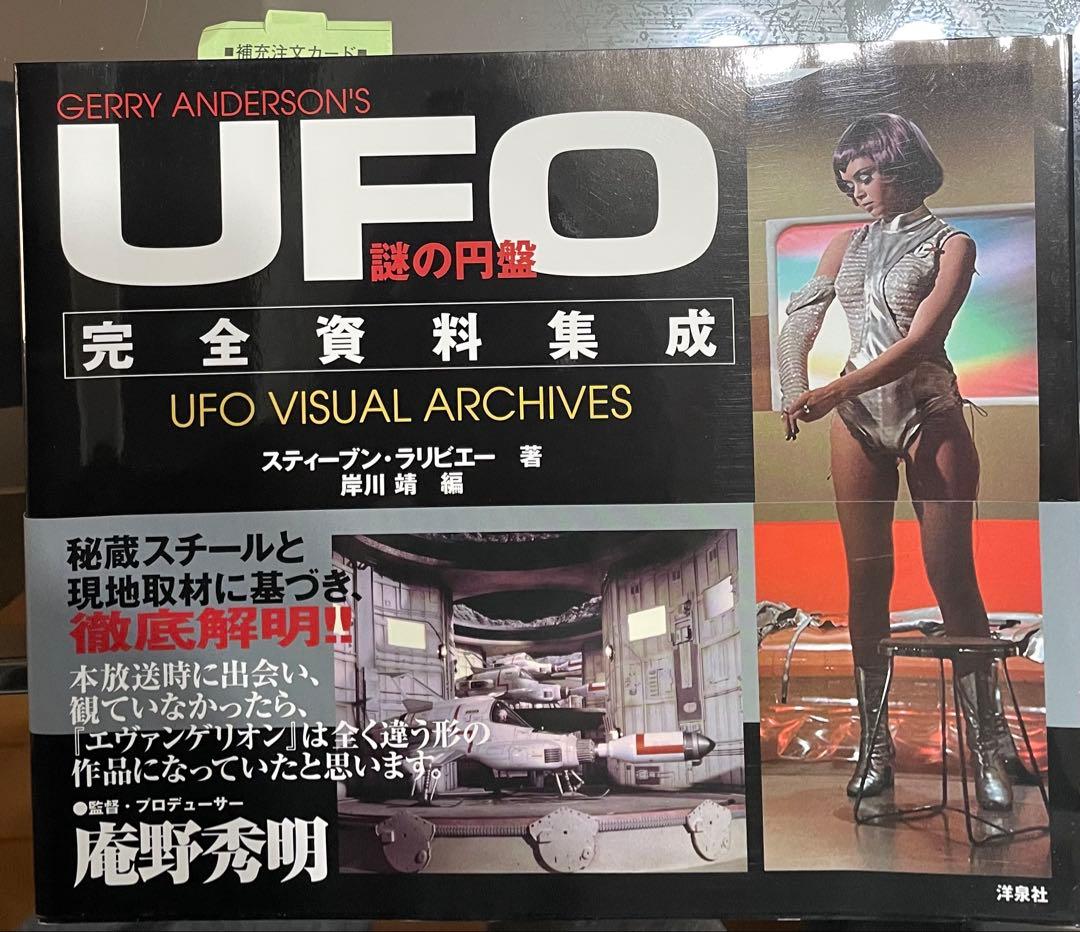 ■補充注文カード■
GERRY ANDERSON'S
UFO
謎の円盤
完全資料集成
UFO VISUAL ARCHIVES
スティーブン・ラリビエー 著
岸川 靖 編
秘蔵スチールと
現地取材に基づき、
徹底解明!!
本放送時に出会い、
観ていなかったら、
『エヴァンゲリオン』は全く違う形の
作品になっていたと思います。
●監督・プロデューサー
庵野秀明
洋泉社